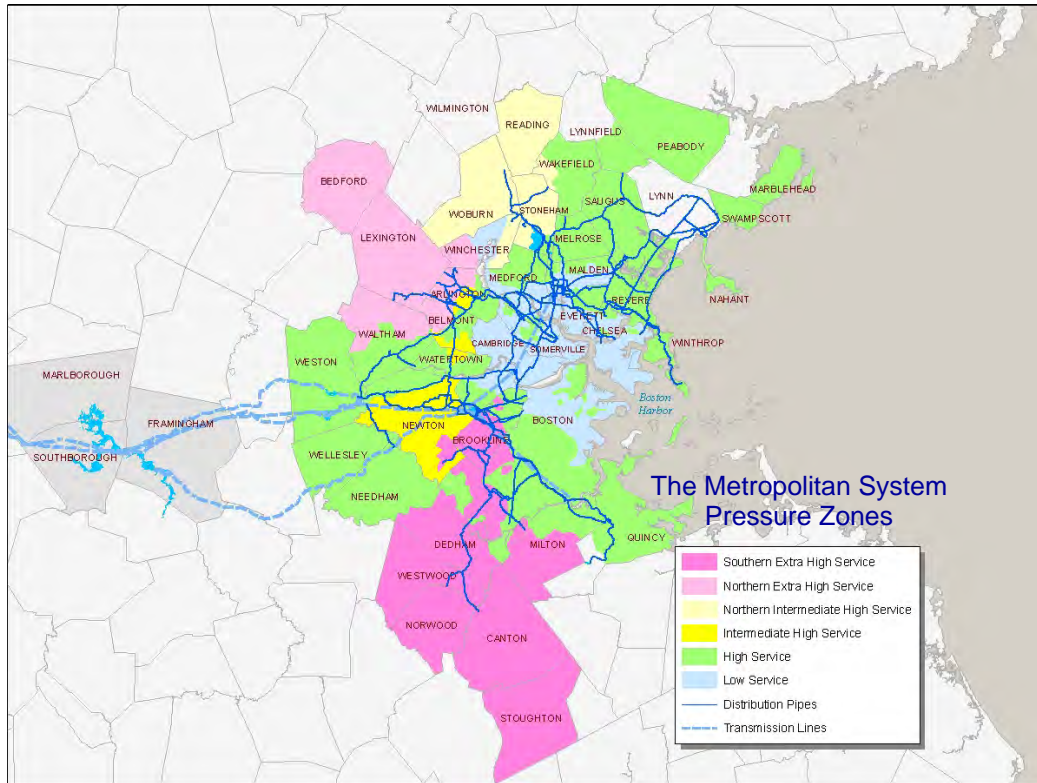 WILMINGTON
READING
LYNNFIELD
PEABODY
WAKEFIELD
BEDFORD
MARBLEHEAD
LYNN
SAUGUS
WOBURN
STONEHAM
SWAMPSCOTT
LEXINGTON
MELROSE
WINCHESTER
MALDEN
MEDFORD
NAHANT
ARLINGTON
REVERE
EVERETT
BELMONT
CHELSEA
WALTHAM
CAMBRIDGE
SOMERVILLE
WINTHROP
WATERTOWN
WESTON
MARLBOROUGH
Boston
Harbor
BOSTON
FRAMINGHAM
NEWTON
BROOKLINE
SOUTHBOROUGH
WELLESLEY
NEEDHAM
The Metropolitan System
Pressure Zones
QUINCY
DEDHAM
MILTON
WESTWOOD
NORWOOD
CANTON
STOUGHTON
Southern Extra High Service
Northern Extra High Service
Northern Intermediate High Service
Intermediate High Service
High Service
Low Service
Distribution Pipes
Transmission Lines